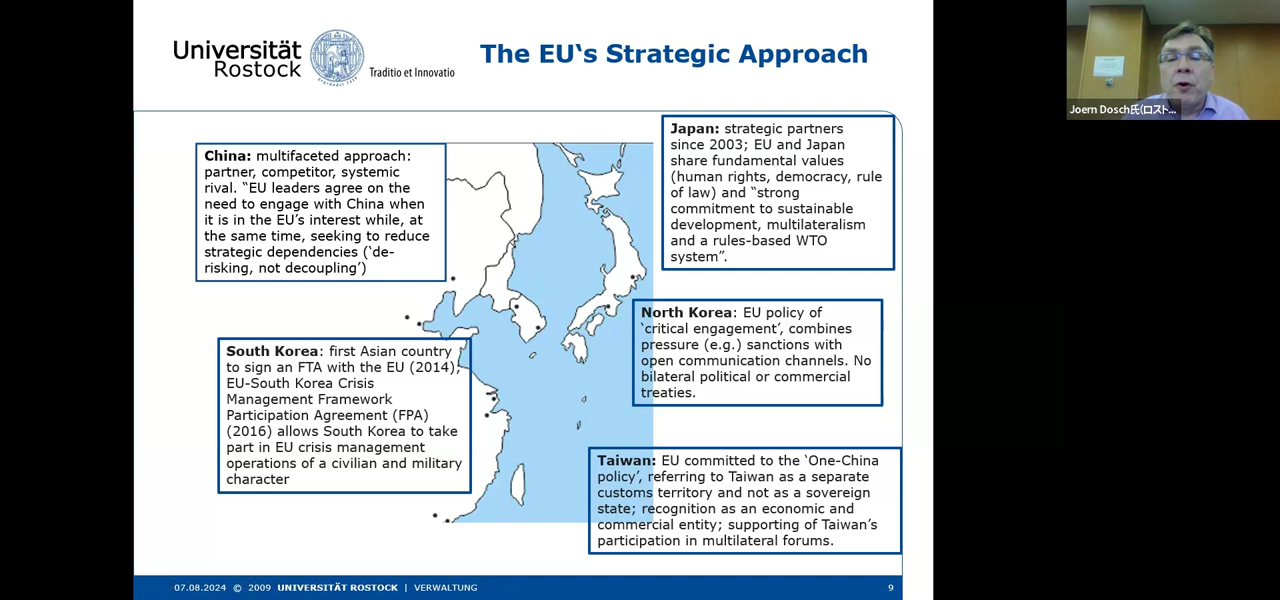 Universität
Rostock
Traditio et Innovatio
The EU‘s Strategic Approach
China: multifaceted approach:
partner, competitor, systemic
rival. “EU leaders agree on the
need to engage with China when
it is in the EU’s interest while, at
the same time, seeking to reduce
strategic dependencies (‘de-
risking, not decoupling’)
Japan: strategic partners
since 2003; EU and Japan
share fundamental values
(human rights, democracy, rule
of law) and “strong
commitment to sustainable
development, multilateralism
and a rules-based WTO
system”.
South Korea: first Asian country
to sign an FTA with the EU (2014);
EU-South Korea Crisis
Management Framework
Participation Agreement (FPA)
(2016) allows South Korea to take
part in EU crisis management
operations of a civilian and military
character
North Korea: EU policy of
‘critical engagement’, combines
pressure (e.g.) sanctions with
open communication channels. No
bilateral political or commercial
treaties.
Taiwan: EU committed to the ‘One-China
policy’, referring to Taiwan as a separate
customs territory and not as a sovereign
state; recognition as an economic and
commercial entity; supporting of Taiwan’s
participation in multilateral forums.
07.08.2024 © 2009 UNIVERSITÄT ROSTOCK | VERWALTUNG
9
Joern Dosch氏(ロスト...